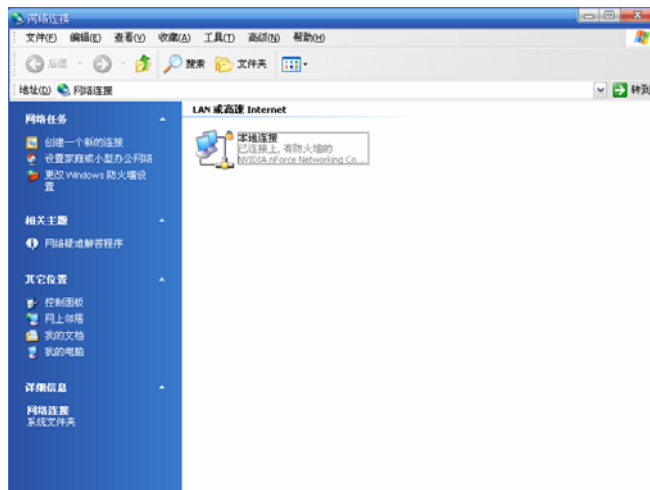 网络连接
文件(F) 编辑(E) 查看(V) 收藏(A) 工具(T) 高级(N) 帮助(H)
后退 搜索 文件夹
地址(D) 网络连接 转到
网络任务
创建一个新的连接
设置家庭或小型办公网络
更改 Windows 防火墙设
置
相关主题
网络疑难解答程序
其它位置
控制面板
网上邻居
我的文档
我的电脑
详细信息
网络连接
系统文件夹
LAN 或高速 Internet
本地连接
已连接上, 有防火墙的
NVIDIA nForce Networking Co...